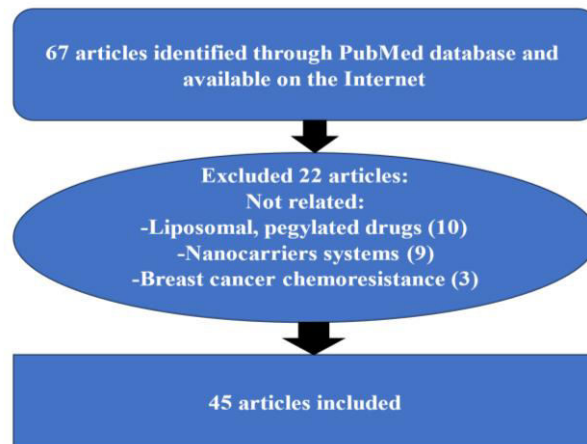 67 articles identified through PubMed database and
available on the Internet
Excluded 22 articles:
Not related:
-Liposomal, pegylated drugs (10)
-Nanocarriers systems (9)
-Breast cancer chemoresistance (3)
45 articles included